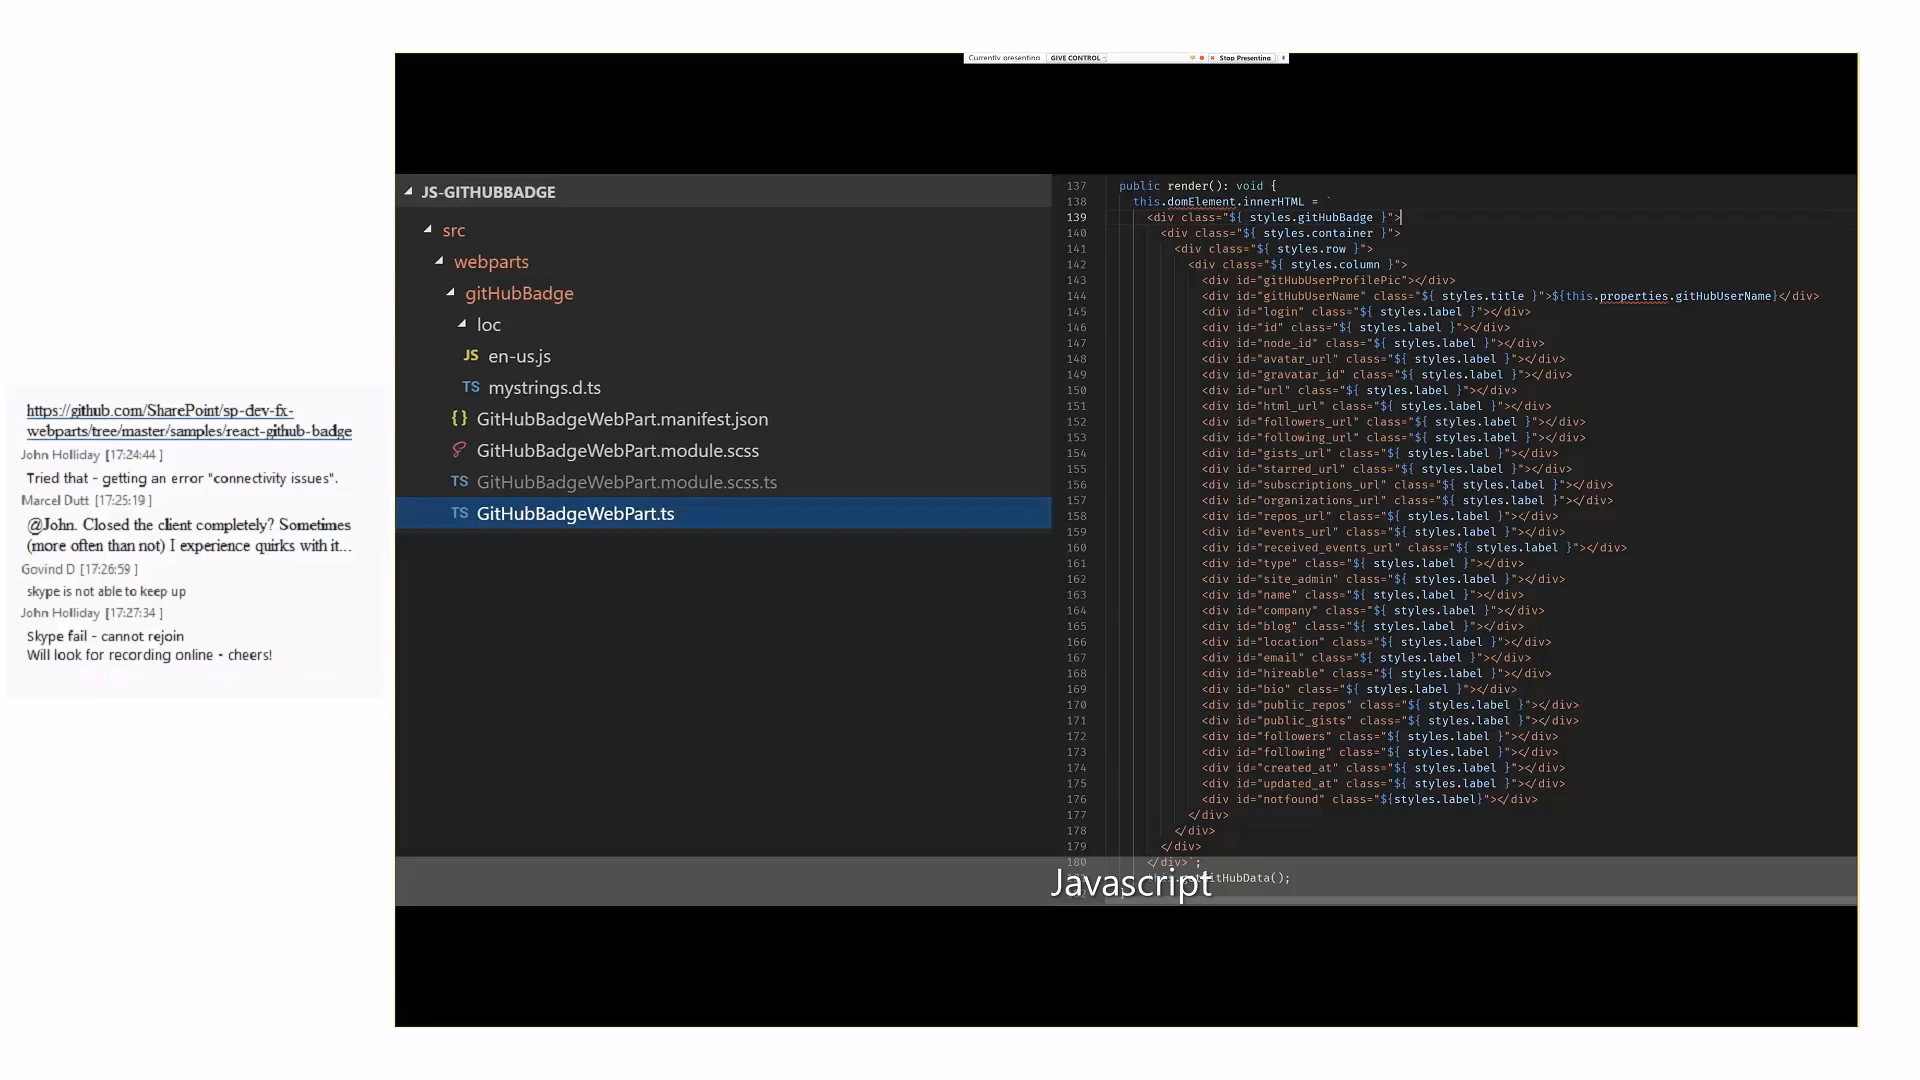 Currently presenting GIVE CONTROL Stop Presenting
https://github.com/SharePoint/sp-dev-fx-
webparts/tree/master/samples/react-github-badge
John Holliday [17:24:44 ]
Tried that - getting an error "connectivity issues".
Marcel Dutt [17:25:19 ]
@John. Closed the client completely? Sometimes
(more often than not) I experience quirks with it...
Govind D [17:26:59 ]
skype is not able to keep up
John Holliday [17:27:34 ]
Skype fail - cannot rejoin
Will look for recording online - cheers!
JS-GITHUBBADGE
src
webparts
gitHubBadge
loc
JS en-us.js
TS mystrings.d.ts
{} GitHubBadgeWebPart.manifest.json
GitHubBadgeWebPart.module.scss
TS GitHubBadgeWebPart.module.scss.ts
TS GitHubBadgeWebPart.ts
137 public render(): void {
138 this.domElement.innerHTML = `
139 <div class="${ styles.gitHubBadge }">
140 <div class="${ styles.container }">
141 <div class="${ styles.row }">
142 <div class="${ styles.column }">
143 <div id="gitHubUserProfilePic"></div>
144 <div id="gitHubUserName" class="${ styles.title }">${this.properties.gitHubUserName}</div>
145 <div id="login" class="${ styles.label }"></div>
146 <div id="id" class="${ styles.label }"></div>
147 <div id="node_id" class="${ styles.label }"></div>
148 <div id="avatar_url" class="${ styles.label }"></div>
149 <div id="gravatar_id" class="${ styles.label }"></div>
150 <div id="url" class="${ styles.label }"></div>
151 <div id="html_url" class="${ styles.label }"></div>
152 <div id="followers_url" class="${ styles.label }"></div>
153 <div id="following_url" class="${ styles.label }"></div>
154 <div id="gists_url" class="${ styles.label }"></div>
155 <div id="starred_url" class="${ styles.label }"></div>
156 <div id="subscriptions_url" class="${ styles.label }"></div>
157 <div id="organizations_url" class="${ styles.label }"></div>
158 <div id="repos_url" class="${ styles.label }"></div>
159 <div id="events_url" class="${ styles.label }"></div>
160 <div id="received_events_url" class="${ styles.label }"></div>
161 <div id="type" class="${ styles.label }"></div>
162 <div id="site_admin" class="${ styles.label }"></div>
163 <div id="name" class="${ styles.label }"></div>
164 <div id="company" class="${ styles.label }"></div>
165 <div id="blog" class="${ styles.label }"></div>
166 <div id="location" class="${ styles.label }"></div>
167 <div id="email" class="${ styles.label }"></div>
168 <div id="hireable" class="${ styles.label }"></div>
169 <div id="bio" class="${ styles.label }"></div>
170 <div id="public_repos" class="${ styles.label }"></div>
171 <div id="public_gists" class="${ styles.label }"></div>
172 <div id="followers" class="${ styles.label }"></div>
173 <div id="following" class="${ styles.label }"></div>
174 <div id="created_at" class="${ styles.label }"></div>
175 <div id="updated_at" class="${ styles.label }"></div>
176 <div id="notfound" class="${styles.label}"></div>
177 </div>
178 </div>
179 </div>
180 </div>`;
itHubData();
Javascript